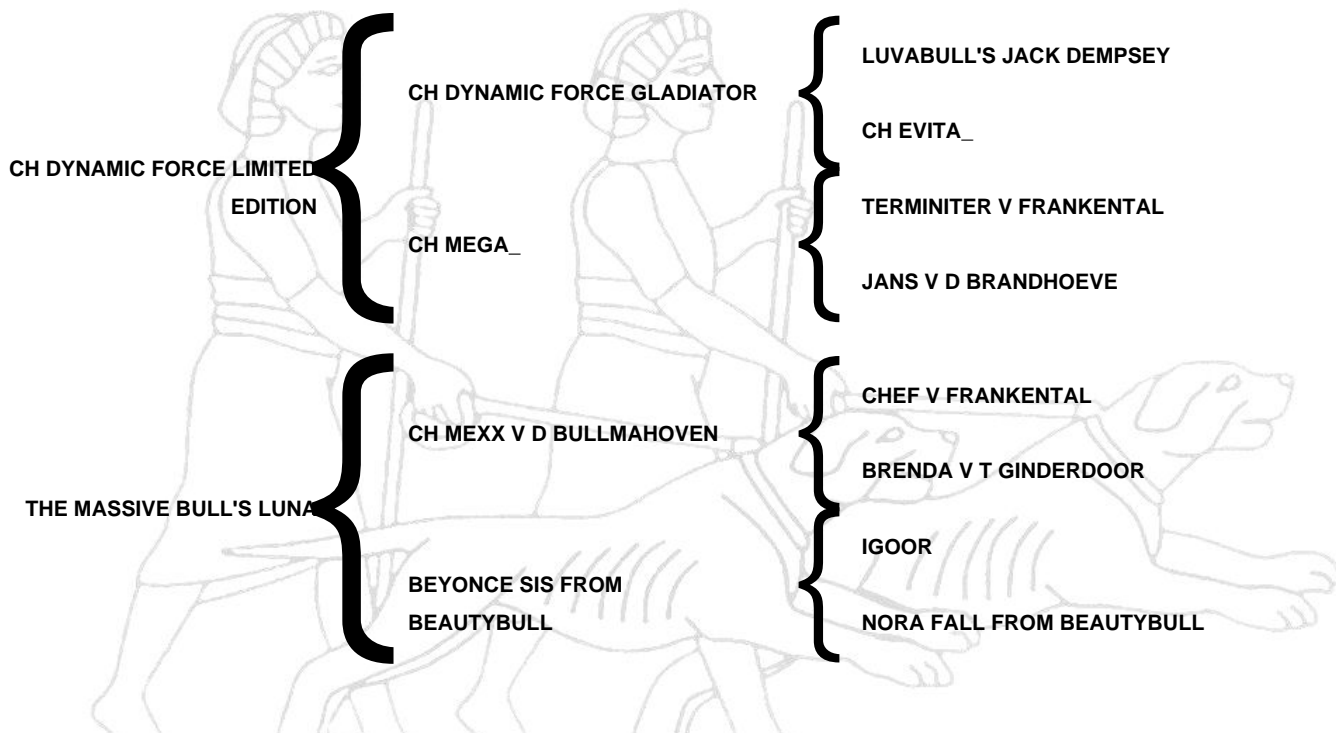 LUVABULL'S JACK DEMPSEY
CH DYNAMIC FORCE GLADIATOR
CH EVITA_
CH DYNAMIC FORCE LIMITED
EDITION
TERMINITER V FRANKENTAL
CH MEGA_
JANS V D BRANDHOEVE
CHEF V FRANKENTAL
CH MEXX V D BULLMAHOVEN
BRENDA V T GINDERDOOR
THE MASSIVE BULL'S LUNA
IGOOR
BEYONCE SIS FROM
BEAUTYBULL
NORA FALL FROM BEAUTYBULL